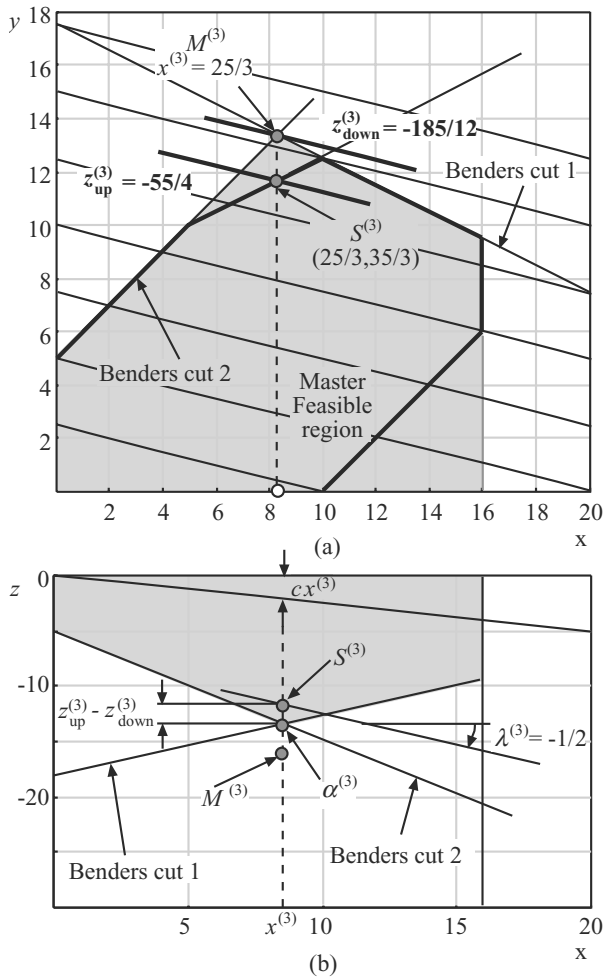 y
18
16
14
12
10
8
6
4
2
M(3)
x(3) = 25/3
z(3)down = -185/12
z(3)up = -55/4
Benders cut 1
S(3)
(25/3,35/3)
Benders cut 2
Master
Feasible
region
0 2 4 6 8 10 12 14 16 18 20
x
(a)
z
0
-10
-20
cx(3)
S(3)
z(3)up - z(3)down
λ(3) = -1/2
M(3)
α(3)
Benders cut 1
Benders cut 2
5 x(3) 10 15 20
x
(b)